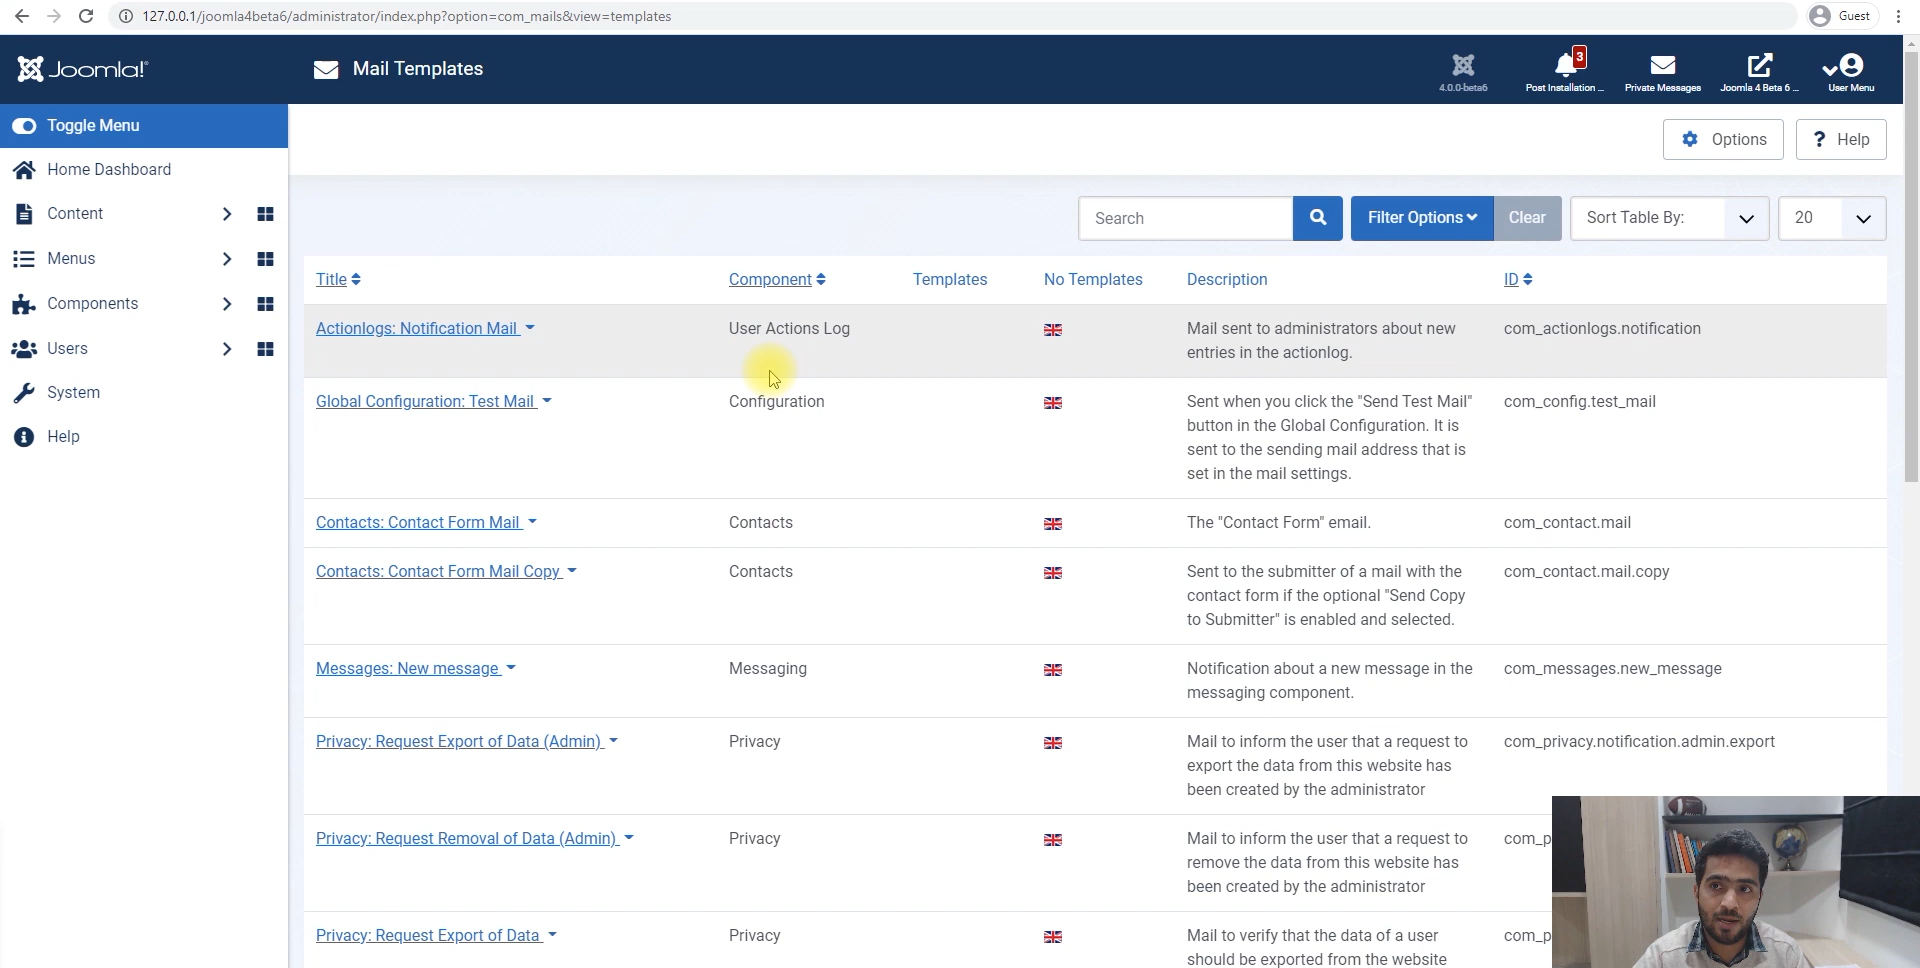 127.0.0.1/joomla4beta6/administrator/index.php?option=com_mails&view=templates
Guest
Joomla!
Mail Templates
4.0.0-beta6
3
Post Installation ...
Private Messages
Joomla 4 Beta 6 ...
User Menu
Toggle Menu
Options
? Help
Home Dashboard
Content
Menus
Components
Users
System
Help
Search
Filter Options
Clear
Sort Table By:
20
Title
Component
Templates
No Templates
Description
ID
Actionlogs: Notification Mail
User Actions Log
Mail sent to administrators about new
entries in the actionlog.
com_actionlogs.notification
Global Configuration: Test Mail
Configuration
Sent when you click the "Send Test Mail"
button in the Global Configuration. It is
sent to the sending mail address that is
set in the mail settings.
com_config.test_mail
Contacts: Contact Form Mail
Contacts
The "Contact Form" email.
com_contact.mail
Contacts: Contact Form Mail Copy
Contacts
Sent to the submitter of a mail with the
contact form if the optional "Send Copy
to Submitter" is enabled and selected.
com_contact.mail.copy
Messages: New message
Messaging
Notification about a new message in the
messaging component.
com_messages.new_message
Privacy: Request Export of Data (Admin)
Privacy
Mail to inform the user that a request to
export the data from this website has
been created by the administrator
com_privacy.notification.admin.export
Privacy: Request Removal of Data (Admin)
Privacy
Mail to inform the user that a request to
remove the data from this website has
been created by the administrator
com_p
Privacy: Request Export of Data
Privacy
Mail to verify that the data of a user
should be exported from the website
com_p